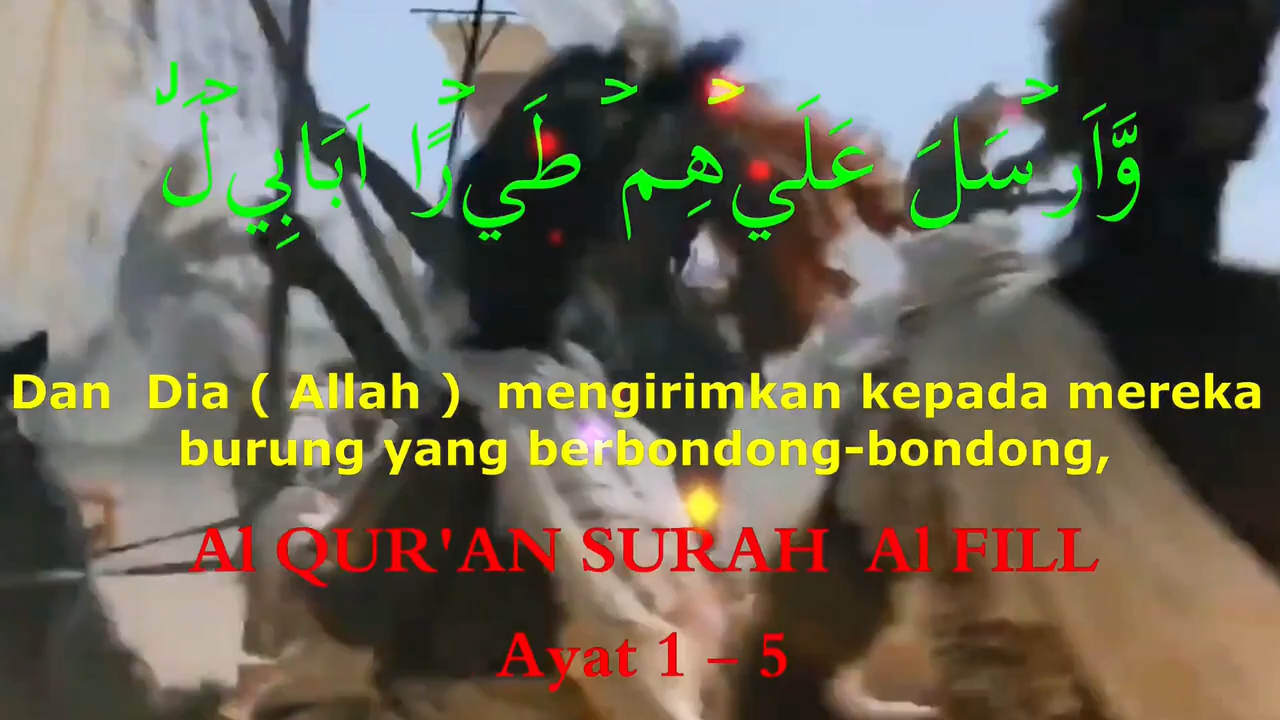 وَّاَرۡسَلَ عَلَيۡهِمۡ طَيۡرًا اَبَابِيۡلَۙ
Dan Dia ( Allah ) mengirimkan kepada mereka
burung yang berbondong-bondong,
Al QUR'AN SURAH Al FILL
Ayat 1 – 5